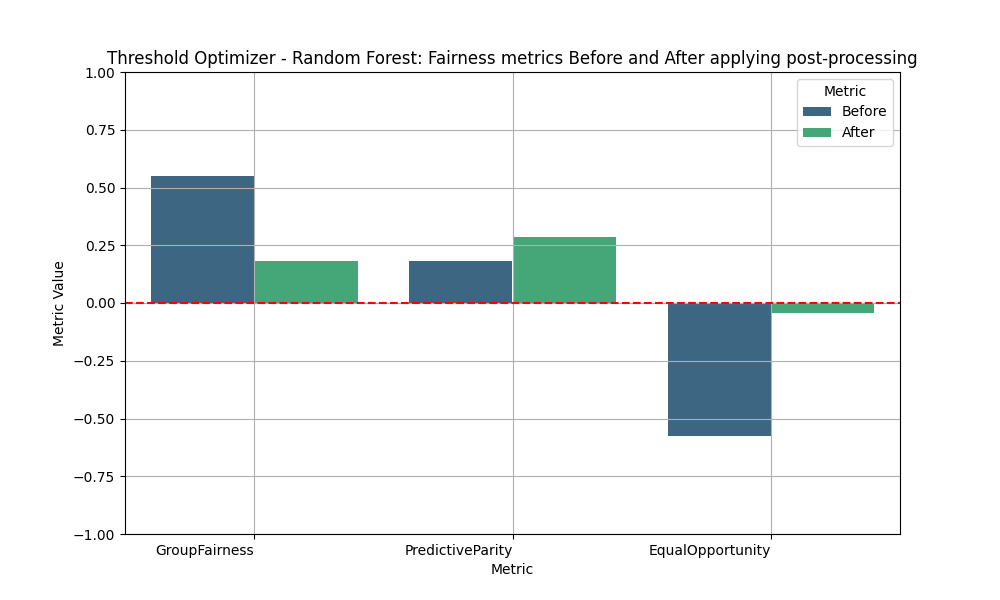 Threshold Optimizer - Random Forest: Fairness metrics Before and After applying post-processing
Metric
Before
After
1.00
0.75
0.50
0.25
0.00
−0.25
−0.50
−0.75
−1.00
Metric Value
GroupFairness
PredictiveParity
EqualOpportunity
Metric